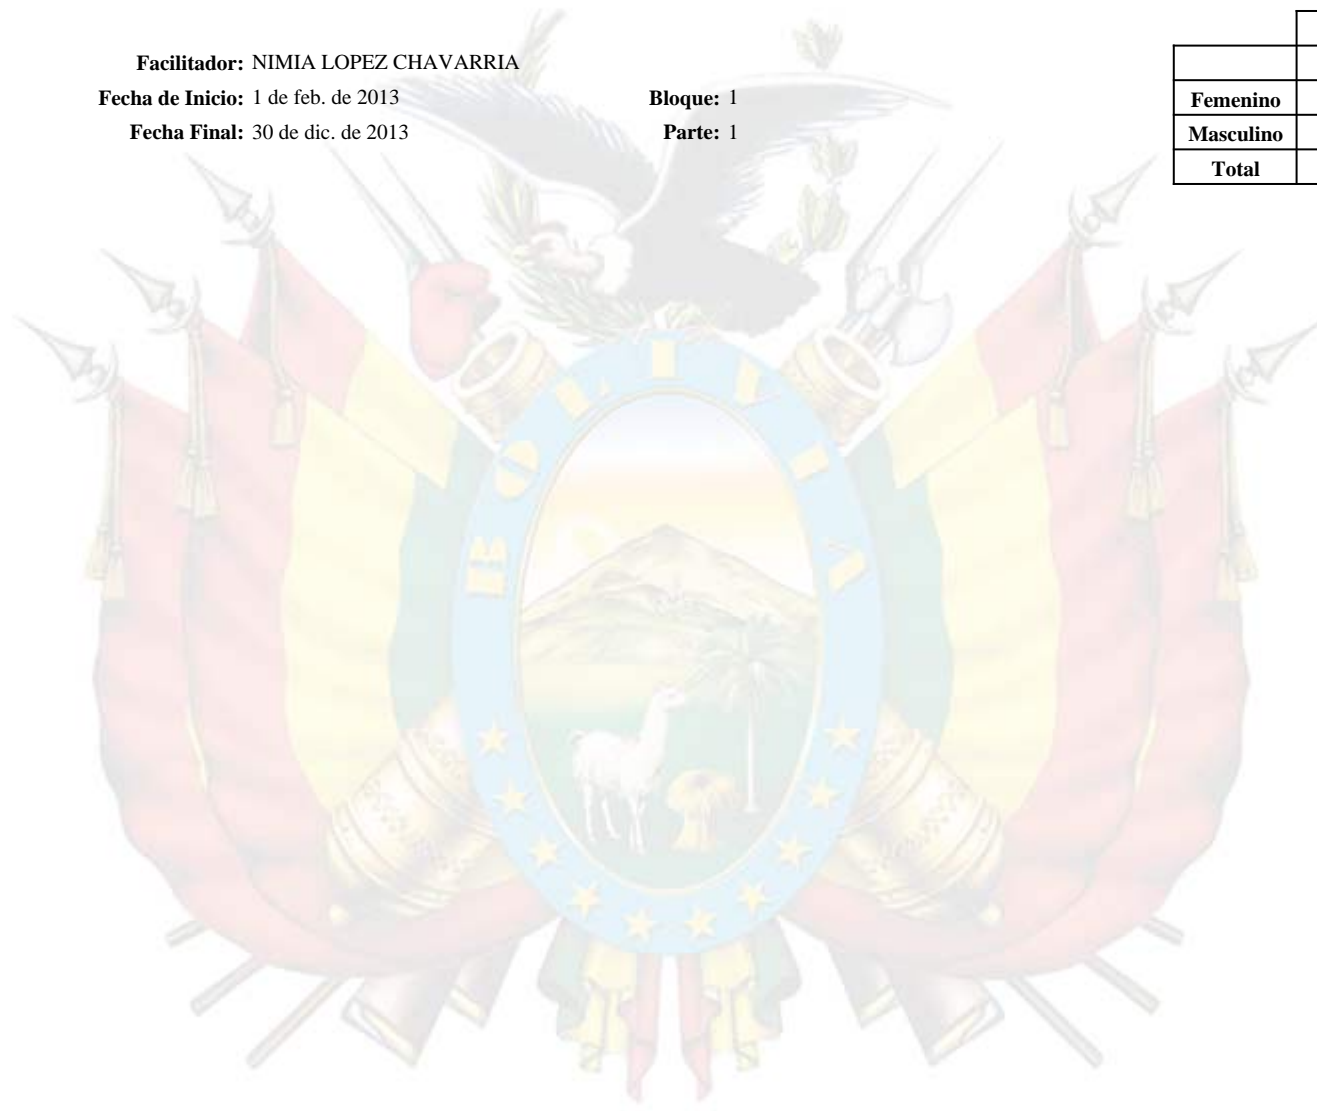 Facilitador: NIMIA LOPEZ CHAVARRIA
Fecha de Inicio: 1 de feb. de 2013 Bloque: 1
Fecha Final: 30 de dic. de 2013 Parte: 1
Femenino
Masculino
Total
BOLIVIA